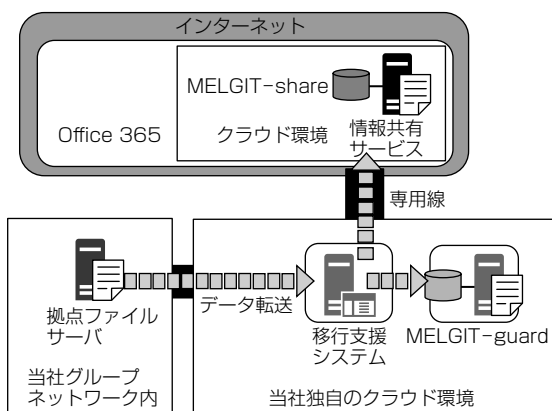 インターネット
MELGIT-share
Office 365
クラウド環境
情報共有
サービス
専用線
データ転送
拠点ファイル
サーバ
移行支援
システム
MELGIT-guard
当社グループ
ネットワーク内
当社独自のクラウド環境